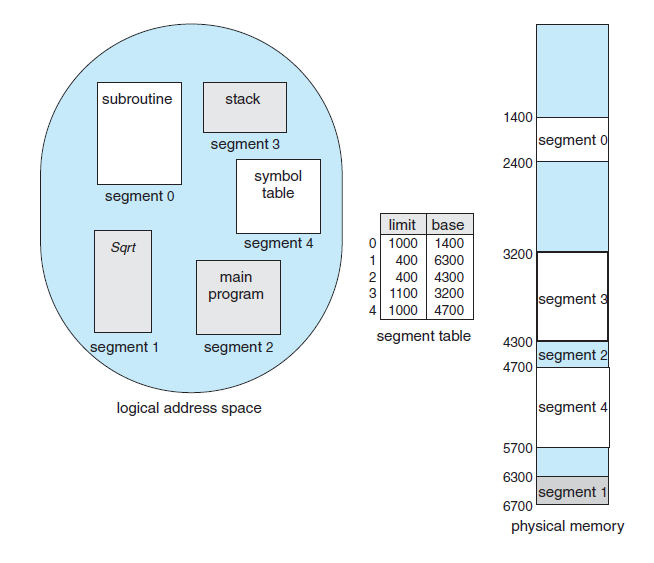 subroutine
segment 0
stack
segment 3
symbol
table
segment 4
Sqrt
segment 1
main
program
segment 2
logical address space
limit base
0 1000 1400
1 400 6300
2 400 4300
3 1100 3200
4 1000 4700
segment table
1400
segment 0
2400
3200
segment 3
4300
segment 2
4700
segment 4
5700
6300
segment 1
6700
physical memory